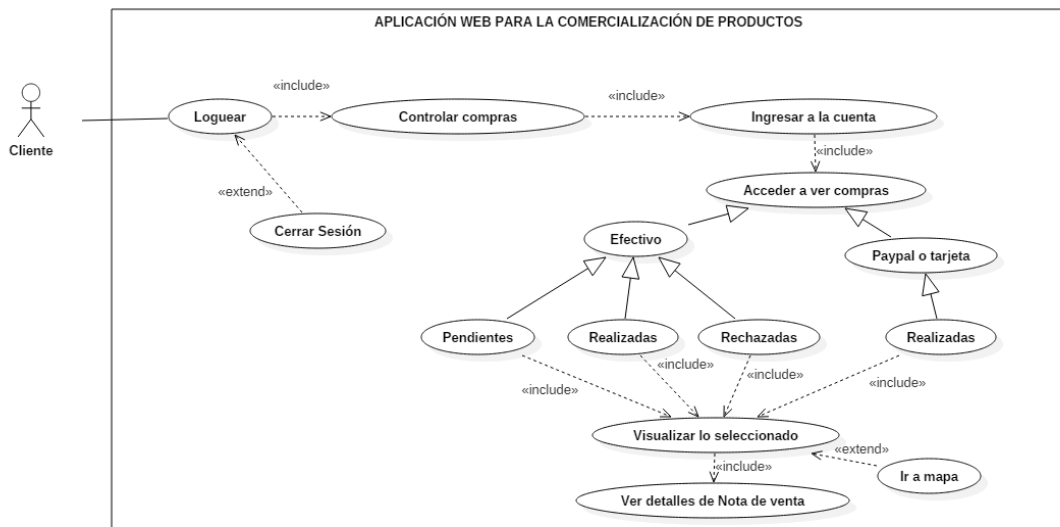 APLICACIÓN WEB PARA LA COMERCIALIZACIÓN DE PRODUCTOS
Cliente
Loguear
«include»
Controlar compras
«include»
Ingresar a la cuenta
«include»
«extend»
Cerrar Sesión
Acceder a ver compras
Efectivo
Paypal o tarjeta
Pendientes
Realizadas
Rechazadas
Realizadas
«include»
«include»
«include»
«include»
Visualizar lo seleccionado
«extend»
Ir a mapa
«include»
Ver detalles de Nota de venta